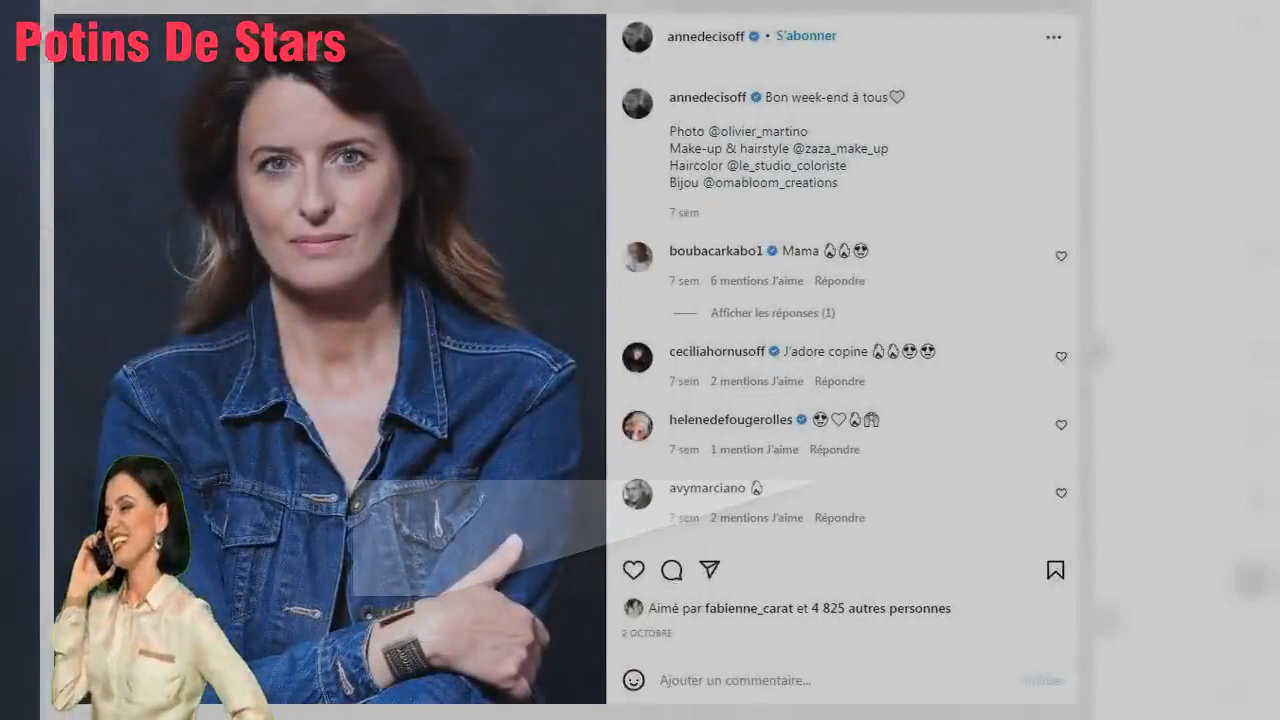 Potins De Stars
annedecisoff • S'abonner
annedecisoff Bon week-end à tous
Photo @olivier_martino
Make-up & hairstyle @zaza_make_up
Haircolor @le_studio_coloriste
Bijou @omabloom_creations
7 sem
boubacarkabo1 Mama
7 sem 6 mentions J'aime Répondre
Afficher les réponses (1)
ceciliahornusoff J'adore copine
7 sem 2 mentions J'aime Répondre
helenedefougerolles
7 sem 1 mention J'aime Répondre
avymarciano
7 sem 2 mentions J'aime Répondre
Aimé par fabienne_carat et 4 825 autres personnes
2 OCTOBRE
Ajouter un commentaire...